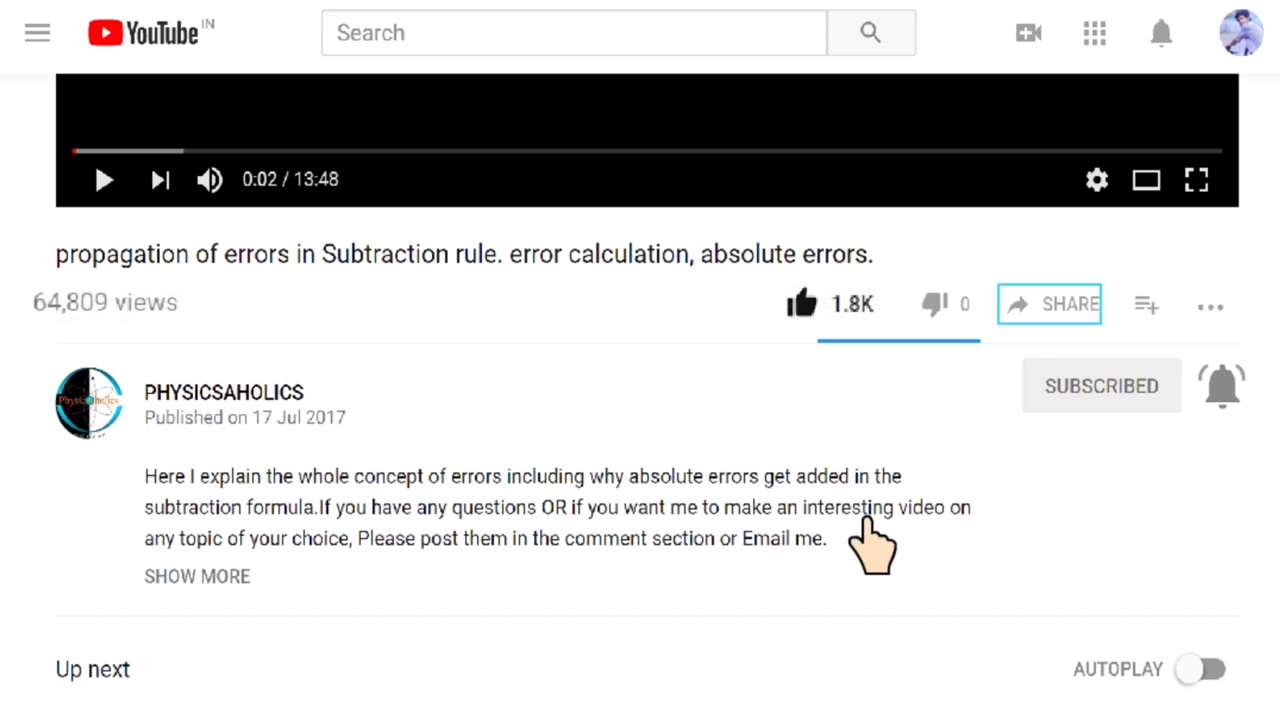 YouTube IN
Search
0:02 / 13:48
propagation of errors in Subtraction rule. error calculation, absolute errors.
64,809 views
1.8K
0
SHARE
PHYSICSAHOLICS
Published on 17 Jul 2017
SUBSCRIBED
Here I explain the whole concept of errors including why absolute errors get added in the
subtraction formula.If you have any questions OR if you want me to make an interesting video on
any topic of your choice, Please post them in the comment section or Email me.
SHOW MORE
Up next
AUTOPLAY